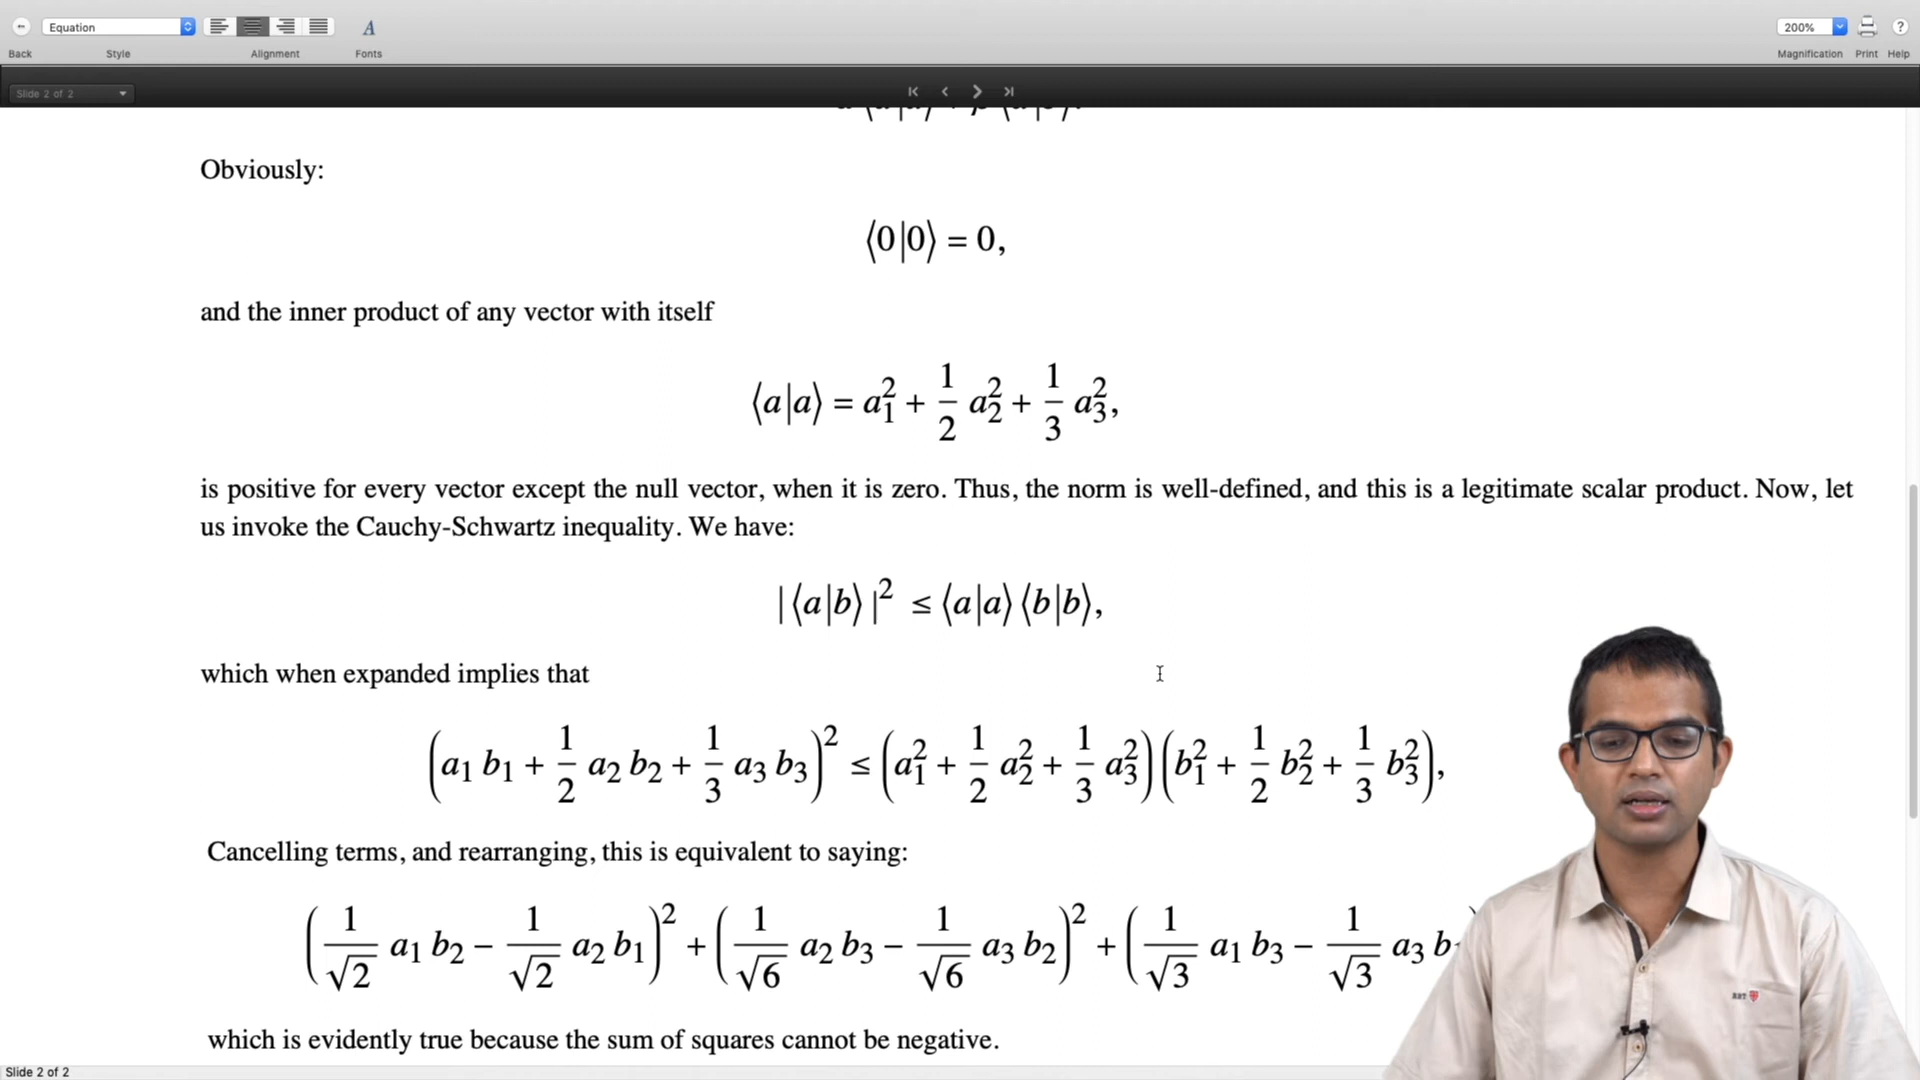 Equation
200%
Back Style Alignment Fonts Magnification Print Help
Slide 2 of 2
Obviously:
⟨0|0⟩ = 0,
and the inner product of any vector with itself
⟨a|a⟩ = a₁² + 1/2 a₂² + 1/3 a₃²,
is positive for every vector except the null vector, when it is zero. Thus, the norm is well-defined, and this is a legitimate scalar product. Now, let
us invoke the Cauchy-Schwartz inequality. We have:
|⟨a|b⟩|² ≤ ⟨a|a⟩ ⟨b|b⟩,
which when expanded implies that
(a₁ b₁ + 1/2 a₂ b₂ + 1/3 a₃ b₃)² ≤ (a₁² + 1/2 a₂² + 1/3 a₃²)(b₁² + 1/2 b₂² + 1/3 b₃²),
Cancelling terms, and rearranging, this is equivalent to saying:
(1/√2 a₁ b₂ − 1/√2 a₂ b₁)² + (1/√6 a₂ b₃ − 1/√6 a₃ b₂)² + (1/√3 a₁ b₃ − 1/√3 a₃ b
which is evidently true because the sum of squares cannot be negative.
Slide 2 of 2